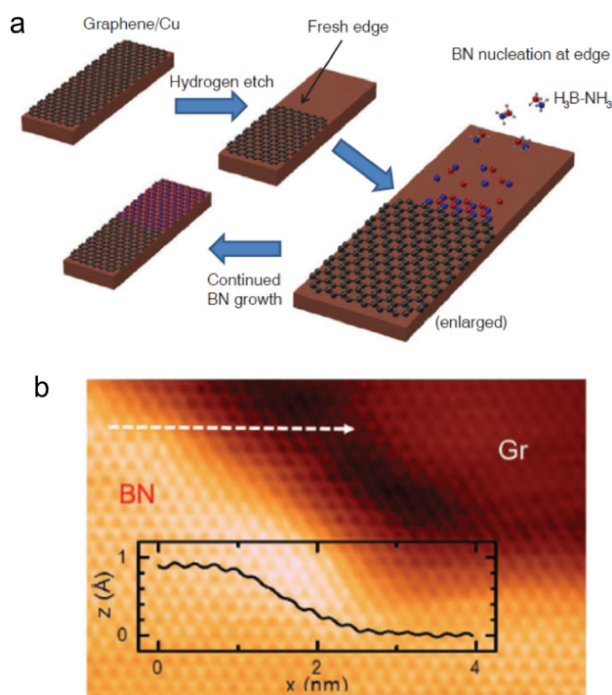 a
Graphene/Cu
Hydrogen etch
Fresh edge
BN nucleation at edge
H₃B-NH₃
Continued
BN growth
(enlarged)
b
BN
Gr
z (Å)
1
0
0
2
4
x (nm)